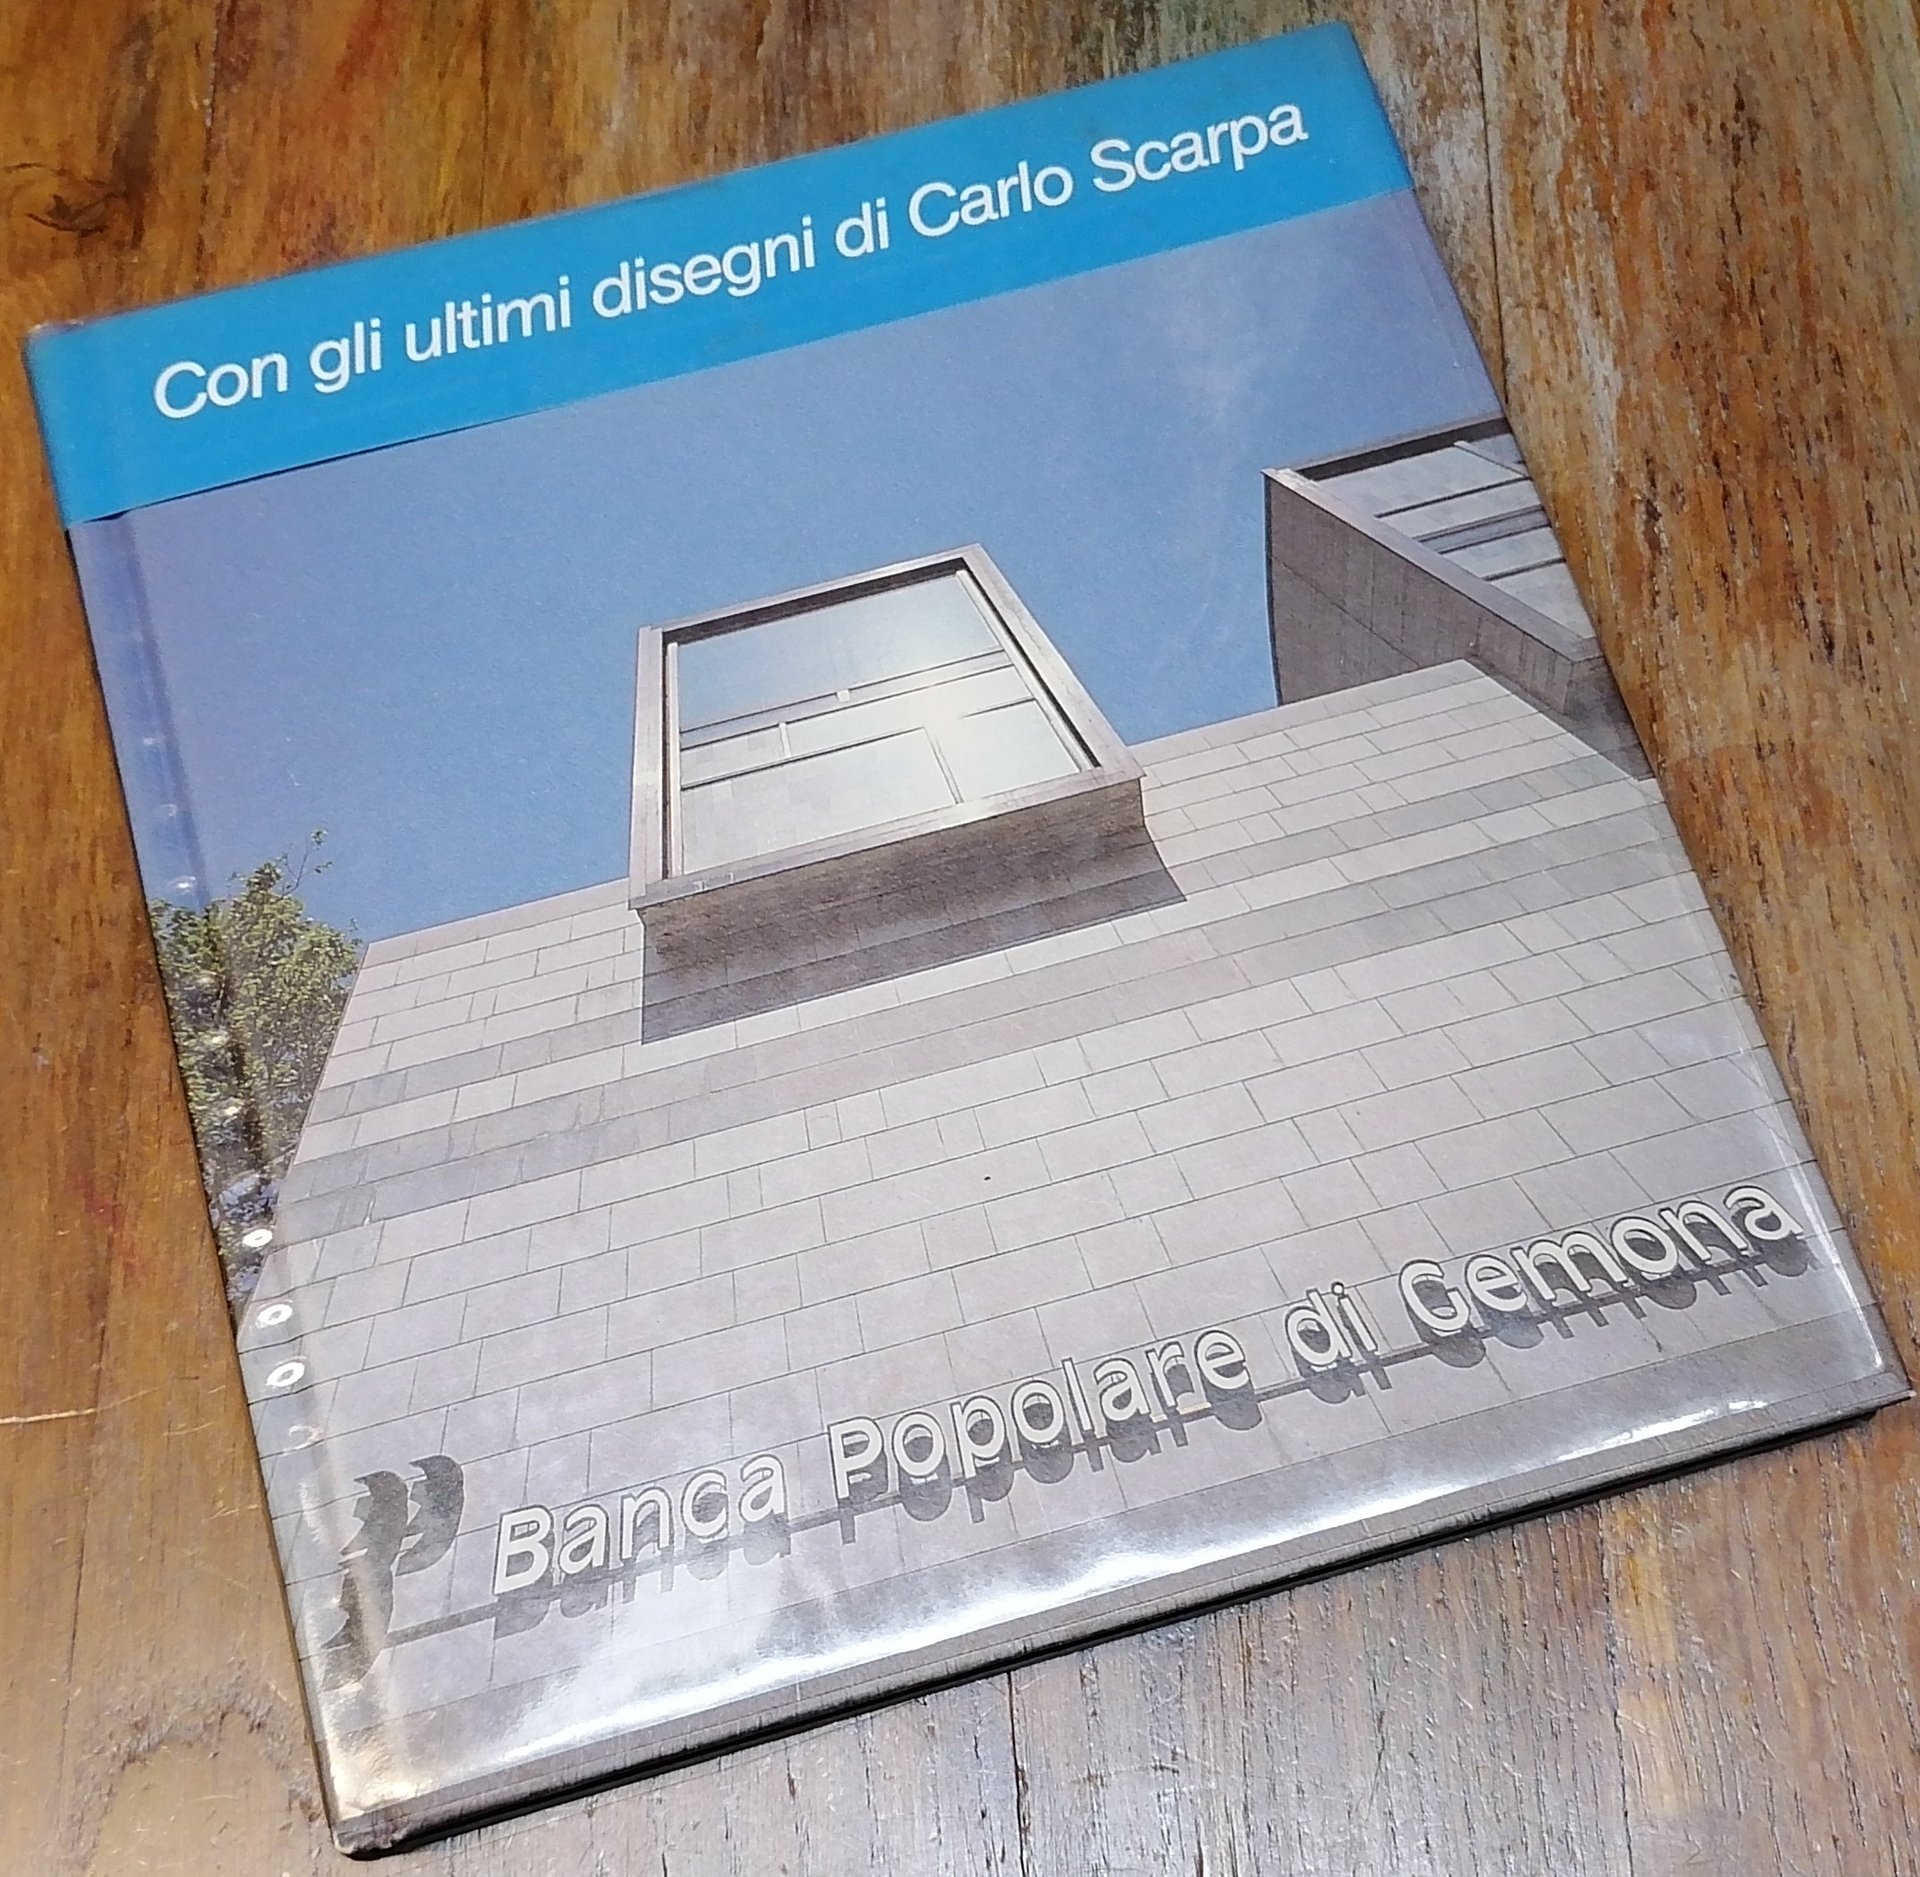 Con gli ultimi disegni di Carlo Scarpa
Banca Popolare di Gemona